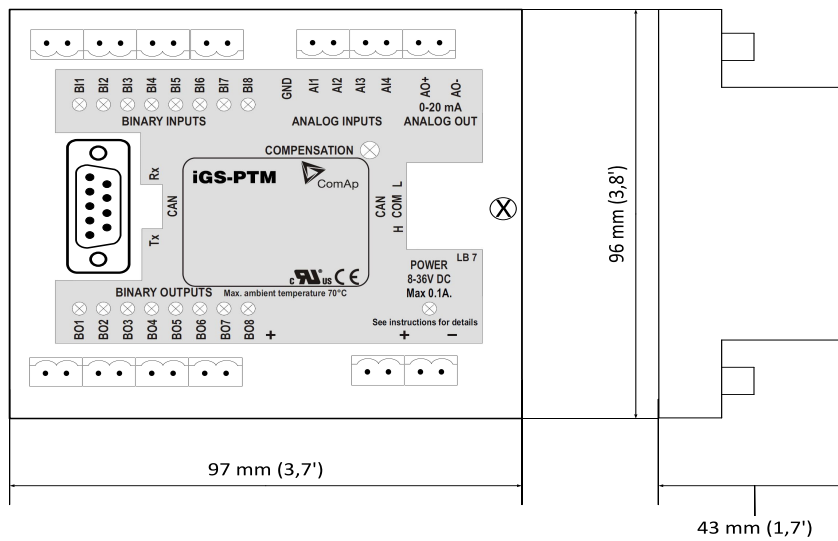 BI1 BI2 BI3 BI4 BI5 BI6 BI7 BI8 GND AI1 AI2 AI3 AI4 AO+ AO-
0-20 mA
BINARY INPUTS ANALOG INPUTS ANALOG OUT
COMPENSATION
iGS-PTM ComAp
Rx
CAN
Tx
CAN
H COM L
X
96 mm (3,8')
LB 7
POWER
8-36V DC
Max 0.1A.
c RU ® us CE
BINARY OUTPUTS Max. ambient temperature 70°C
BO1 BO2 BO3 BO4 BO5 BO6 BO7 BO8 +
See instructions for details
+ −
97 mm (3,7')
43 mm (1,7')